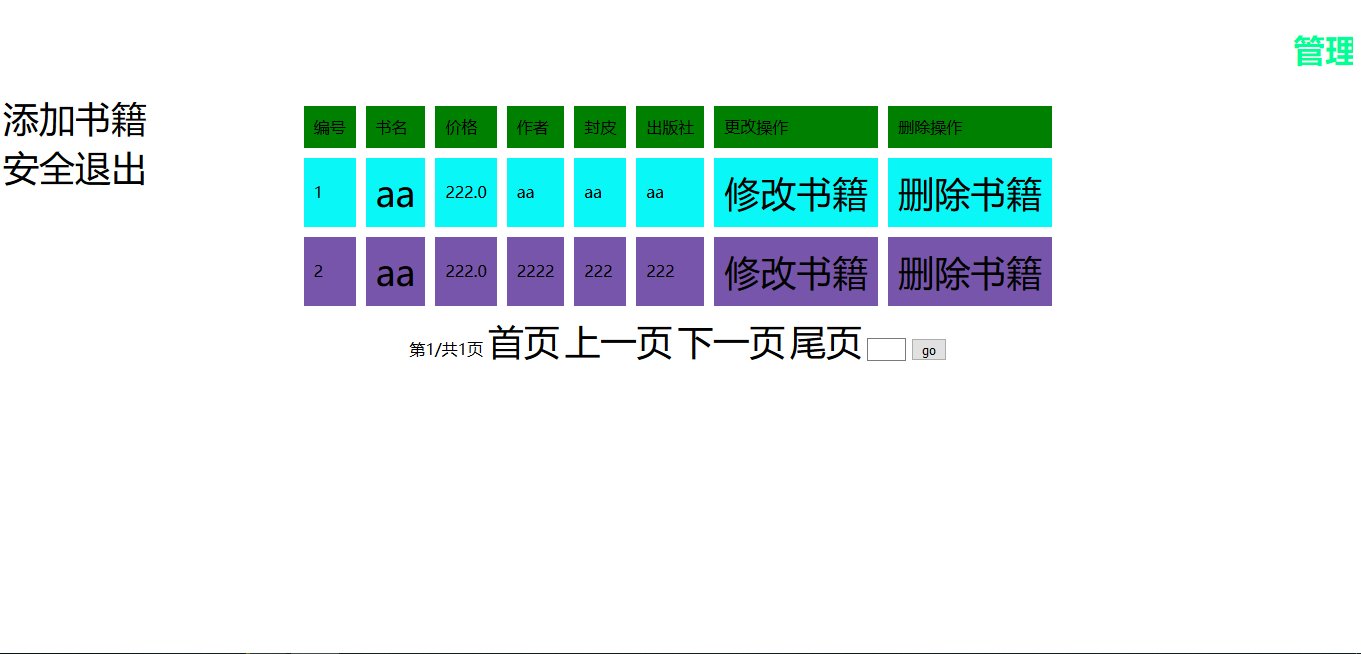 管理
添加书籍
安全退出
编号 书名 价格 作者 封皮 出版社 更改操作 删除操作
1 aa 222.0 aa aa aa 修改书籍 删除书籍
2 aa 222.0 2222 222 222 修改书籍 删除书籍
第1/共1页 首页 上一页 下一页 尾页 go